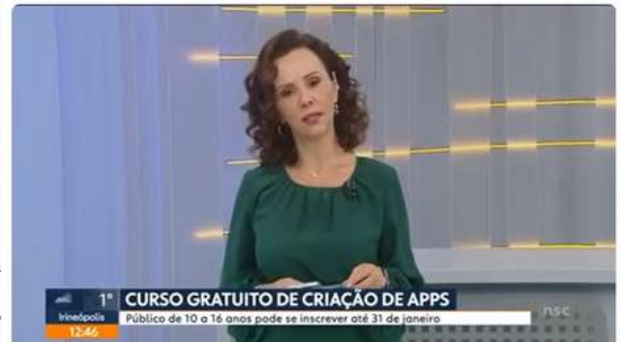 1° CURSO GRATUITO DE CRIAÇÃO DE APPS
Irineópolis Público de 10 a 16 anos pode se inscrever até 31 de janeiro
12:46
nsc